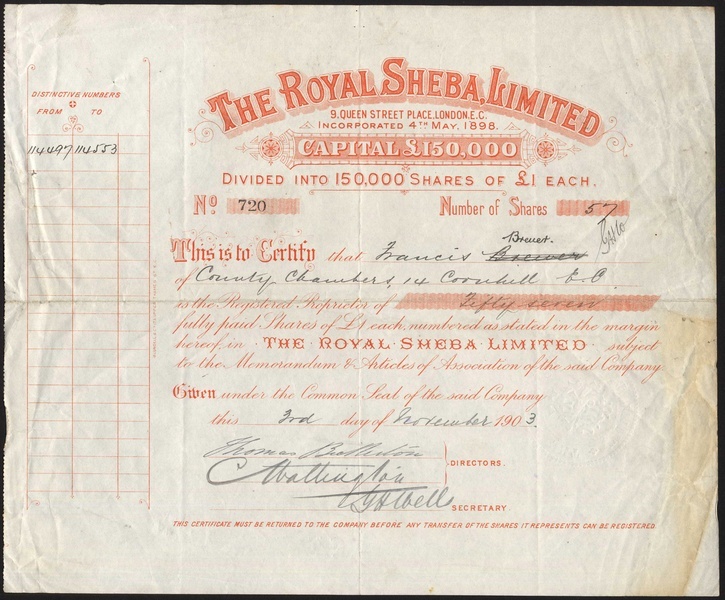 THE ROYAL SHEBA, LIMITED
9, QUEEN STREET PLACE, LONDON, E.C.
INCORPORATED 4TH MAY, 1898.
CAPITAL £150,000
DIVIDED INTO 150,000 SHARES OF £1 EACH.
DISTINCTIVE NUMBERS
FROM TO
114497 114553
No 720 Number of Shares 57
Brewet.
This is to Certify that Francis Brewer
of County Chambers, 14 Cornhill E.C.
is the Registered Proprietor of Fifty seven
fully paid Shares of £1 each, numbered as stated in the margin
hereof, in THE ROYAL SHEBA LIMITED subject
to the Memorandum & Articles of Association of the said Company
Given under the Common Seal of the said Company
this 3rd day of November 1903.
Thomas
DIRECTORS.
SECRETARY.
THIS CERTIFICATE MUST BE RETURNED TO THE COMPANY BEFORE ANY TRANSFER OF THE SHARES IT REPRESENTS CAN BE REGISTERED.